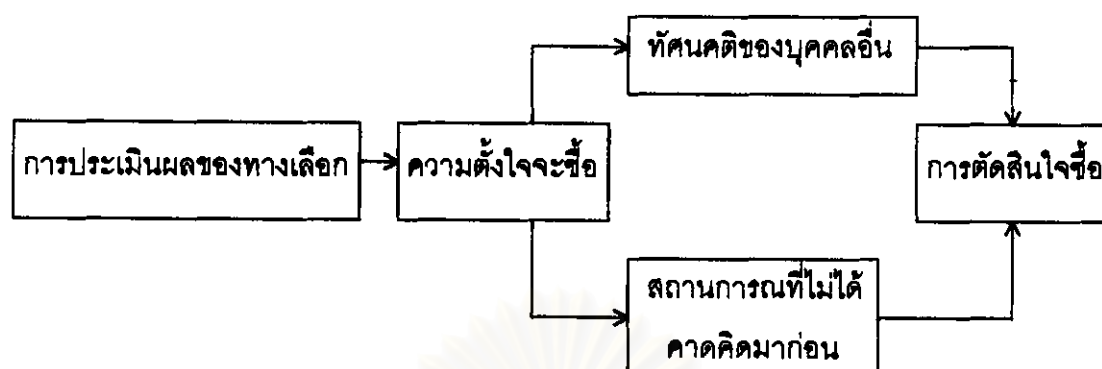 ทัศนคติของบุคคลอื่น
การประเมินผลของทางเลือก
ความตั้งใจจะซื้อ
การตัดสินใจซื้อ
สถานการณที่ไม่ได้
คาดคิดมาก่อน